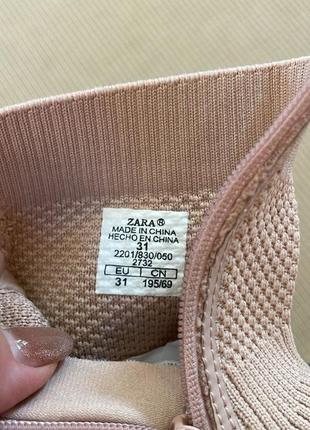 ZARA®
MADE IN CHINA
HECHO EN CHINA
31
2201/830/050
2732
EU CN
31 195/69